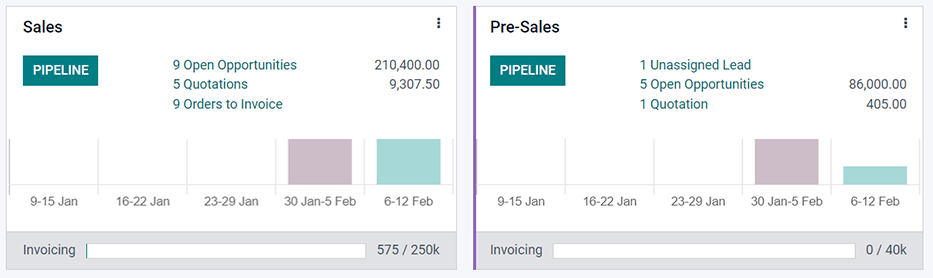 Sales
PIPELINE
9 Open Opportunities 210,400.00
5 Quotations 9,307.50
9 Orders to Invoice
9-15 Jan 16-22 Jan 23-29 Jan 30 Jan-5 Feb 6-12 Feb
Invoicing 575 / 250k
Pre-Sales
PIPELINE
1 Unassigned Lead
5 Open Opportunities 86,000.00
1 Quotation 405.00
9-15 Jan 16-22 Jan 23-29 Jan 30 Jan-5 Feb 6-12 Feb
Invoicing 0 / 40k